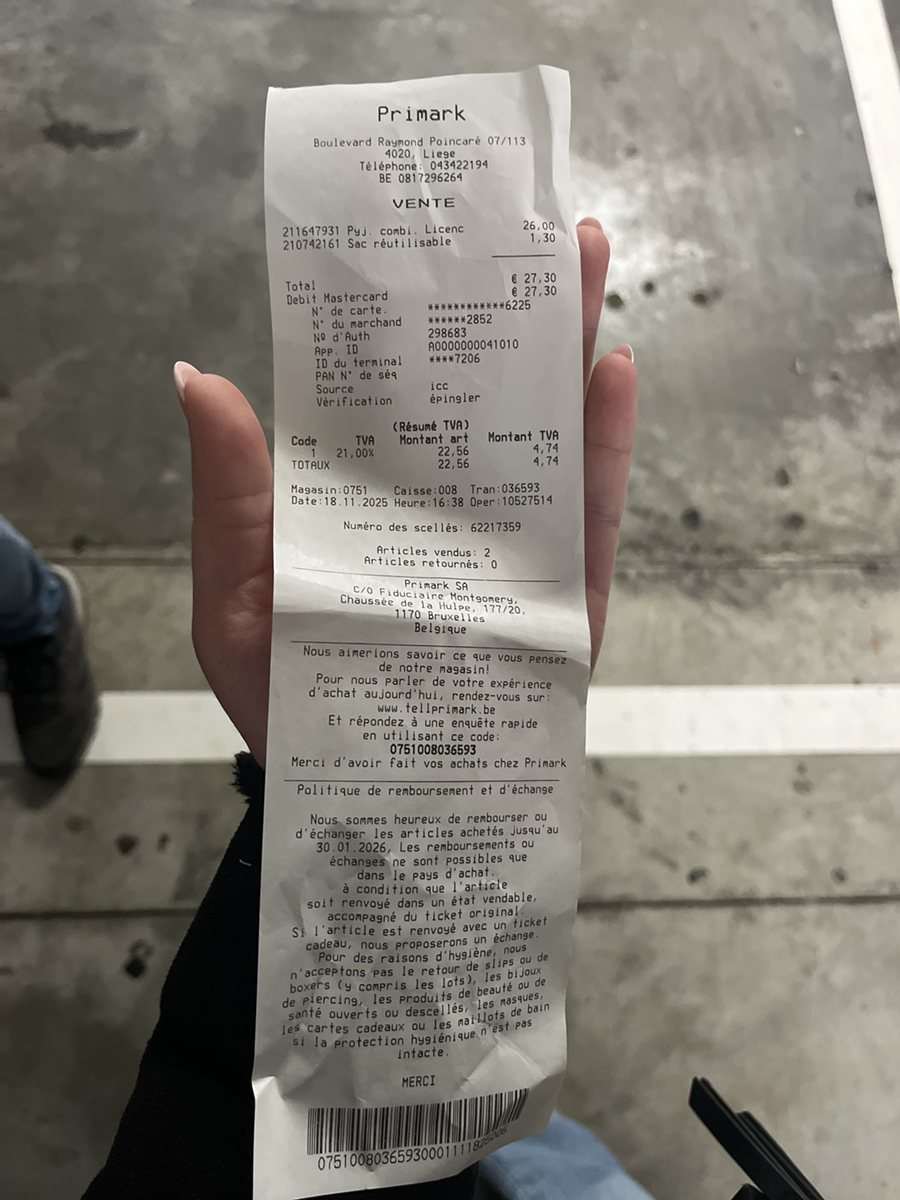 Primark
Boulevard Raymond Poincaré 07/113
4020, Liege
Téléphone: 043422194
BE 0817296264
VENTE
211647931 Pyj. combi. Licenc 26,00
210742161 Sac réutilisable 1,30
Total € 27,30
Debit Mastercard € 27,30
N° de carte. ************6225
N° du marchand ******2852
Nº d'Auth 298683
App. ID A0000000041010
ID du terminal ****7206
PAN N° de séq
Source icc
Vérification épingler
(Résumé TVA)
Code TVA Montant art Montant TVA
1 21,00% 22,56 4,74
TOTAUX 22,56 4,74
Magasin:0751 Caisse:008 Tran:036593
Date:18.11.2025 Heure:16:38 Oper:10527514
Numéro des scellés: 62217359
Articles vendus: 2
Articles retournés: 0
Primark SA
C/O Fiduciaire Montgomery,
Chaussée de la Hulpe, 177/20,
1170 Bruxelles
Belgique
Nous aimerions savoir ce que vous pensez
de notre magasin!
Pour nous parler de votre expérience
d'achat aujourd'hui, rendez-vous sur:
www.tellprimark.be
Et répondez à une enquête rapide
en utilisant ce code:
0751008036593
Merci d'avoir fait vos achats chez Primark
Politique de remboursement et d'échange
Nous sommes heureux de rembourser ou
d'échanger les articles achetés jusqu'au
30.01.2026, Les remboursements ou
échanges ne sont possibles que
dans le pays d'achat.
à condition que l'article
soit renvoyé dans un état vendable,
accompagné du ticket original.
Si l'article est renvoyé avec un ticket
cadeau, nous proposerons un échange.
Pour des raisons d'hygiène, nous
n'acceptons pas le retour de slips ou de
boxers (y compris les lots), les bijoux
de piercing, les produits de beauté ou de
santé ouverts ou descellés, les masques,
les cartes cadeaux ou les maillots de bain
si la protection hygiénique n'est pas
intacte.
MERCI